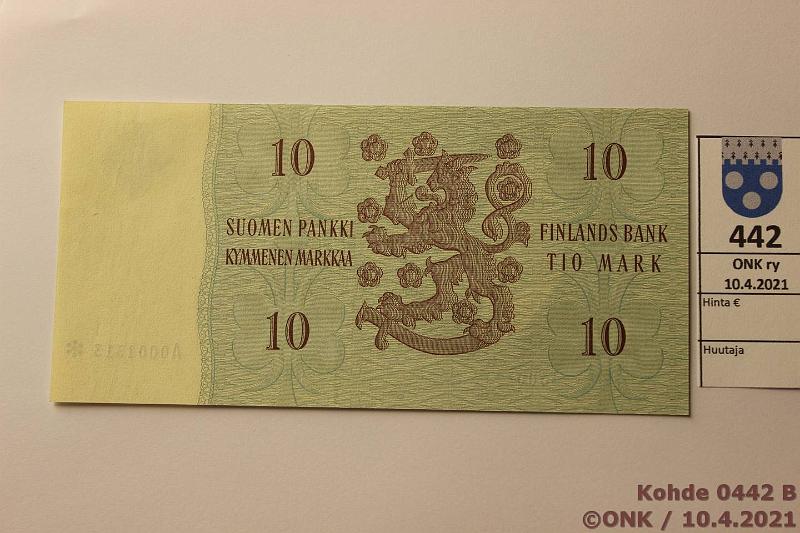 10
10
SUOMEN PANKKI
KYMMENEN MARKKAA
FINLANDS BANK
TIO MARK
10
10
442
ONK ry
10.4.2021
Hinta €
Huutaja
Kohde 0442 B
©ONK / 10.4.2021